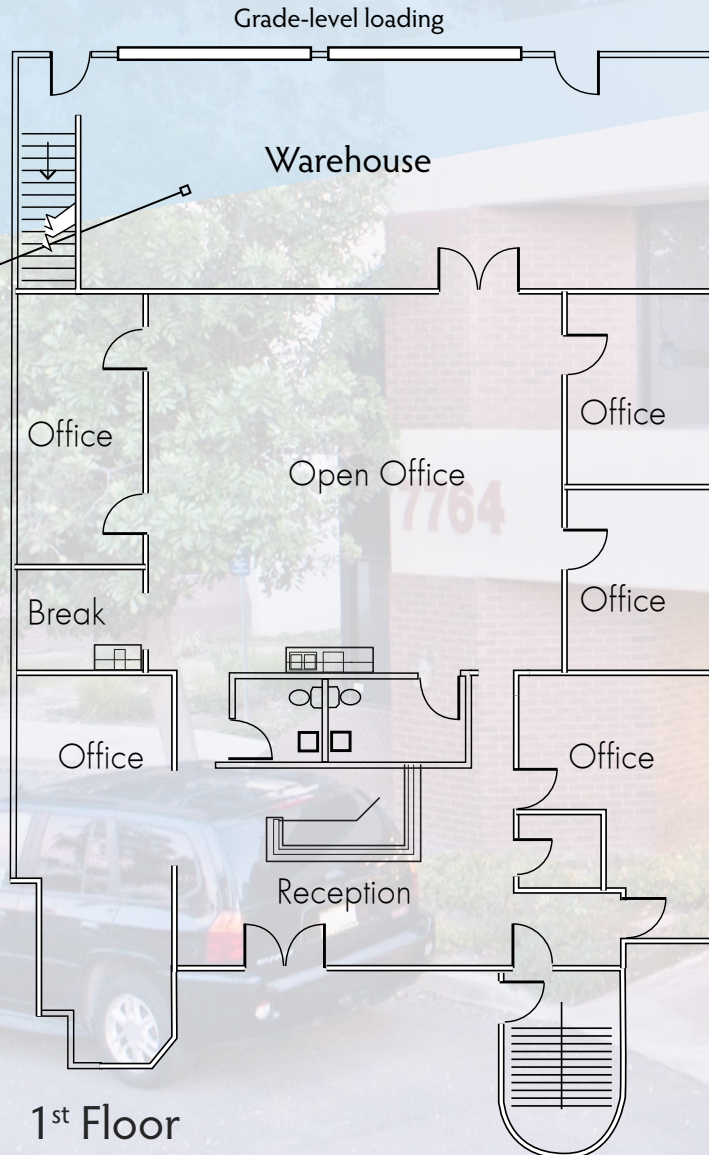 Grade-level loading
Warehouse
Office
Office
Open Office
7764
Office
Break
Office
Office
Reception
1st Floor